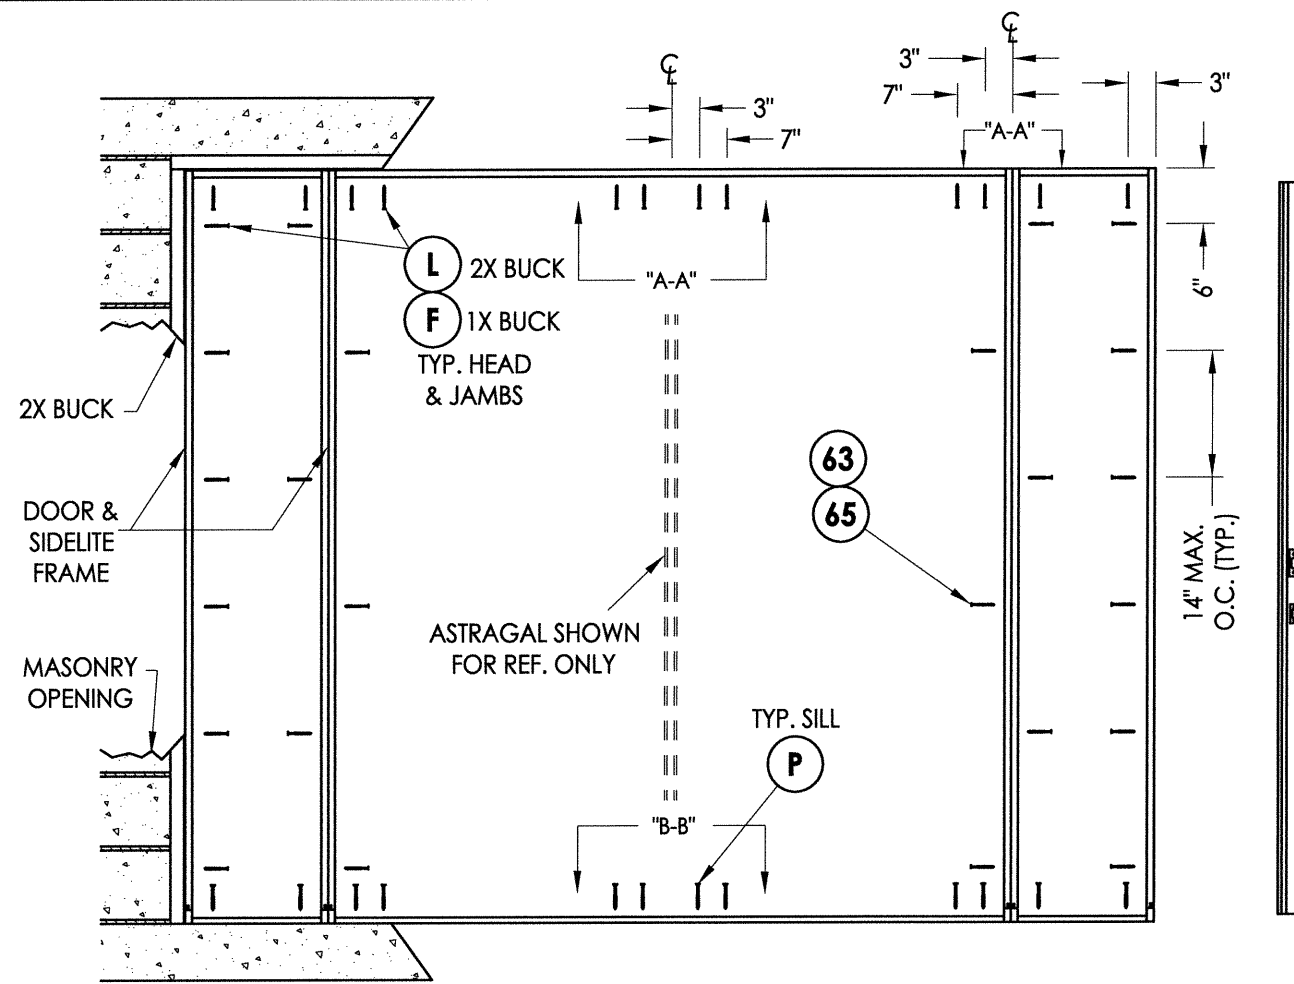 ℄
℄
3"
3"
7"
3"
7"
"A-A"
L
2X BUCK
"A-A"
F
1X BUCK
TYP. HEAD
& JAMBS
6"
2X BUCK
63
65
DOOR &
SIDELITE
FRAME
14" MAX.
O.C. (TYP.)
ASTRAGAL SHOWN
FOR REF. ONLY
MASONRY
OPENING
TYP. SILL
P
"B-B"